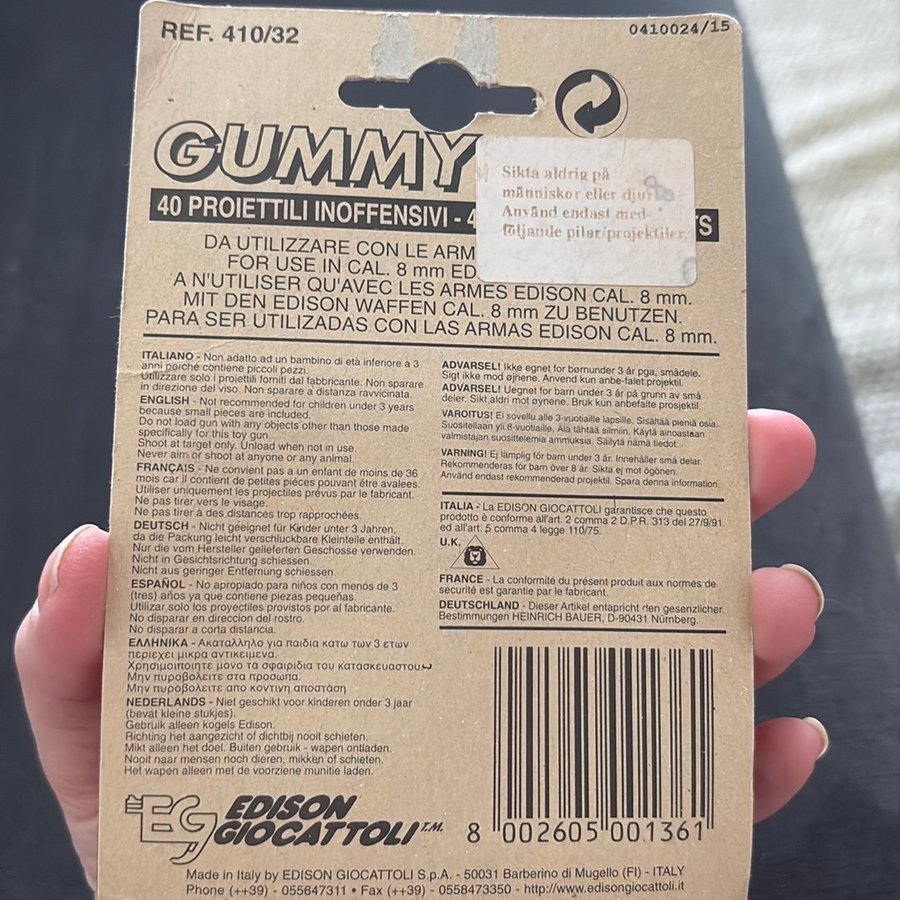 REF. 410/32
0410024/15
GUMMY
Sikta aldrig på
människor eller djur
Använd endast med-
följande pilar/projektiler.
40 PROIETTILI INOFFENSIVI - 4 TS
DA UTILIZZARE CON LE ARM
FOR USE IN CAL. 8 mm ED
A N'UTILISER QU'AVEC LES ARMES EDISON CAL. 8 mm.
MIT DEN EDISON WAFFEN CAL. 8 mm ZU BENUTZEN.
PARA SER UTILIZADAS CON LAS ARMAS EDISON CAL. 8 mm.
ITALIANO - Non adatto ad un bambino di età inferiore a 3
anni perché contiene piccoli pezzi.
Utilizzare solo i proiettili forniti dal fabbricante. Non sparare
in direzione del viso. Non sparare a distanza ravvicinata.
ENGLISH - Not recommended for children under 3 years
because small pieces are included.
Do not load gun with any objects other than those made
specifically for this toy gun.
Shoot at target only. Unload when not in use.
Never aim or shoot at anyone or any animal.
FRANÇAIS - Ne convient pas a un enfant de moins de 36
mois car il contient de petites piéces pouvant être avalees.
Utiliser uniquement les projectiles prévus par le fabricant.
Ne pas tirer vers le visage.
Ne pas tirer à des distances trop rapprochées.
DEUTSCH - Nicht geeignet für Kinder unter 3 Jahren,
da die Packung leicht verschluckbare Kleinteile enthält.
Nur die vom Hersteller gelieferten Geschosse verwenden.
Nicht in Gesichtsrichtung schiessen.
Nicht aus geringer Entfernung schiessen.
ESPAÑOL - No apropiado para niños con menos de 3
(tres) años ya que contiene piezas pequeñas.
Utilizar solo los proyectiles provistos por al fabricante.
No disparar en direccion del rostro.
No disparar a corta distancia.
ΕΛΛΗΝΙΚΑ - Ακαταλληλο για παιδια κατω των 3 ετων
περιεχει μικρα αντικειμενα.
Χρησιμοποιητε μονο τα σφαιριδια του κατασκευαστου
Μην πυροβολειτε στα προσωπα.
Μην πυροβολειτε απο κοντινη αποστάση.
NEDERLANDS - Niet geschikt voor kinderen onder 3 jaar
(bevat kleine stukjes).
Gebruik alleen kogels Edison.
Richting het aangezicht of dichtbij nooit schieten.
Mikt alleen het doel. Buiten gebruik - wapen ontladen.
Nooit naar mensen noch dieren, mikken of schieten.
Het wapen alleen met de voorziene munitie laden.
ADVARSEL! Ikke egnet for børnunder 3 år pga, smådele.
Sigt ikke mod øjnene. Anvend kun anbe-falet projektil.
ADVARSEL! Uegnet for barn under 3 år på grunn av små
deler. Sikt aldri mot øynene. Bruk kun anbefalte prosjektil
VAROITUS! Ei sovellu alle 3-vuotiaille lapsille. Sisältää pieniä osia.
Suositellaan yli 8-vuotiaille. Älä tähtää silmiin. Käytä ainoastaan
valmistajan suosittelemia ammuksia. Säilytä nämä tiedot.
VARNING! Ej lämplig för barn under 3 år. Innehåller små delar.
Rekommenderas för barn över 8 år. Sikta ej mot ögonen.
Använd endast rekommenderad projektil. Spara denna information.
ITALIA - La EDISON GIOCATTOLI garantisce che questo
prodotto è conforme all'art. 2 comma 2 D.P.R. 313 del 27/9/91
ed all'art. 5 comma 4 legge 110/75.
U.K.
FRANCE - La conformité du présent produit aux normes de
securité est garantie par le fabricant.
DEUTSCHLAND - Dieser Artikel entapricht den gesenzlicher
Bestimmungen HEINRICH BAUER, D-90431 Nürnberg.
EG
EDISON
GIOCATTOLI T.M.
8 002605 001361
Made in Italy by EDISON GIOCATTOLI S.p.A. - 50031 Barberino di Mugello (FI) - ITALY
Phone (++39) - 055847311 • Fax (++39) - 0558473350 - http://www.edisongiocattoli.it